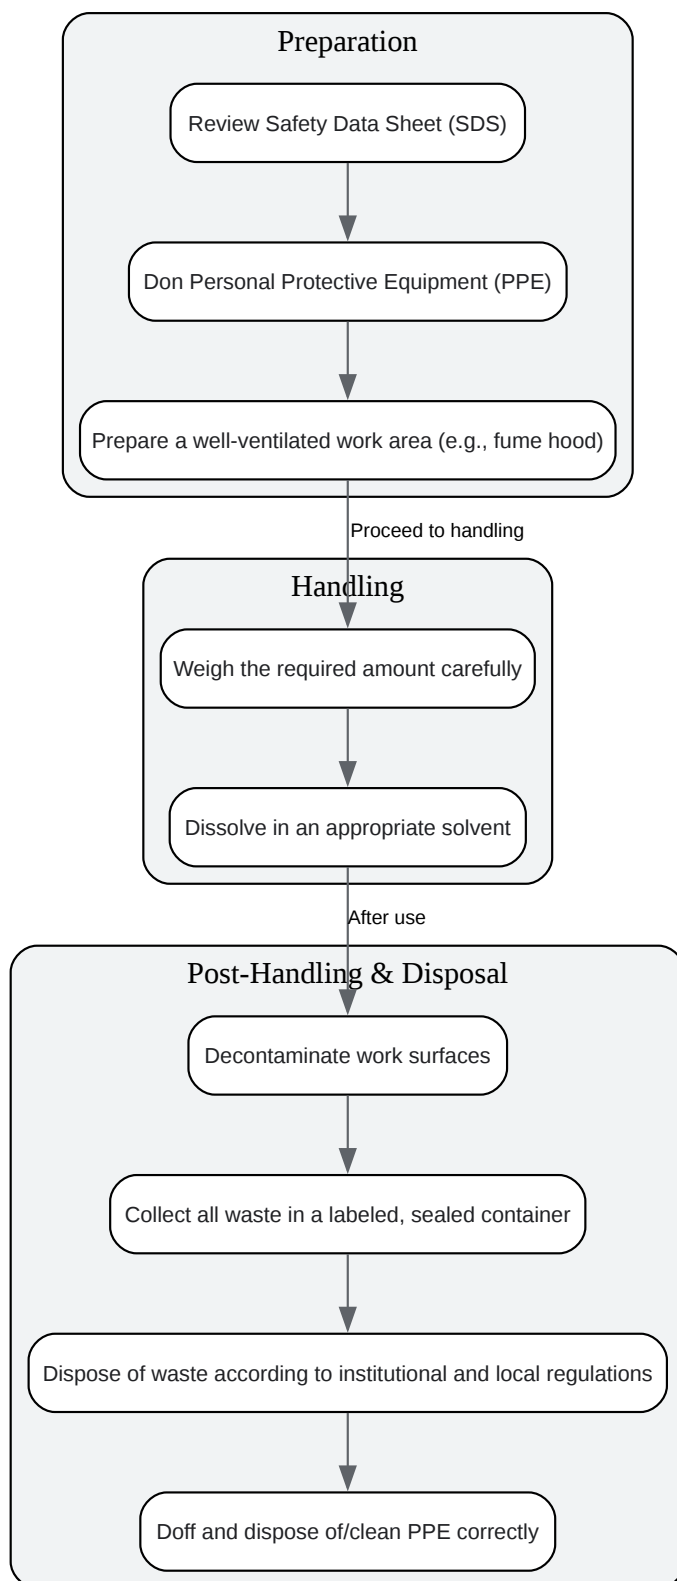 Preparation
Review Safety Data Sheet (SDS)
Don Personal Protective Equipment (PPE)
Prepare a well-ventilated work area (e.g., fume hood)
Proceed to handling
Handling
Weigh the required amount carefully
Dissolve in an appropriate solvent
After use
Post-Handling & Disposal
Decontaminate work surfaces
Collect all waste in a labeled, sealed container
Dispose of waste according to institutional and local regulations
Doff and dispose of/clean PPE correctly